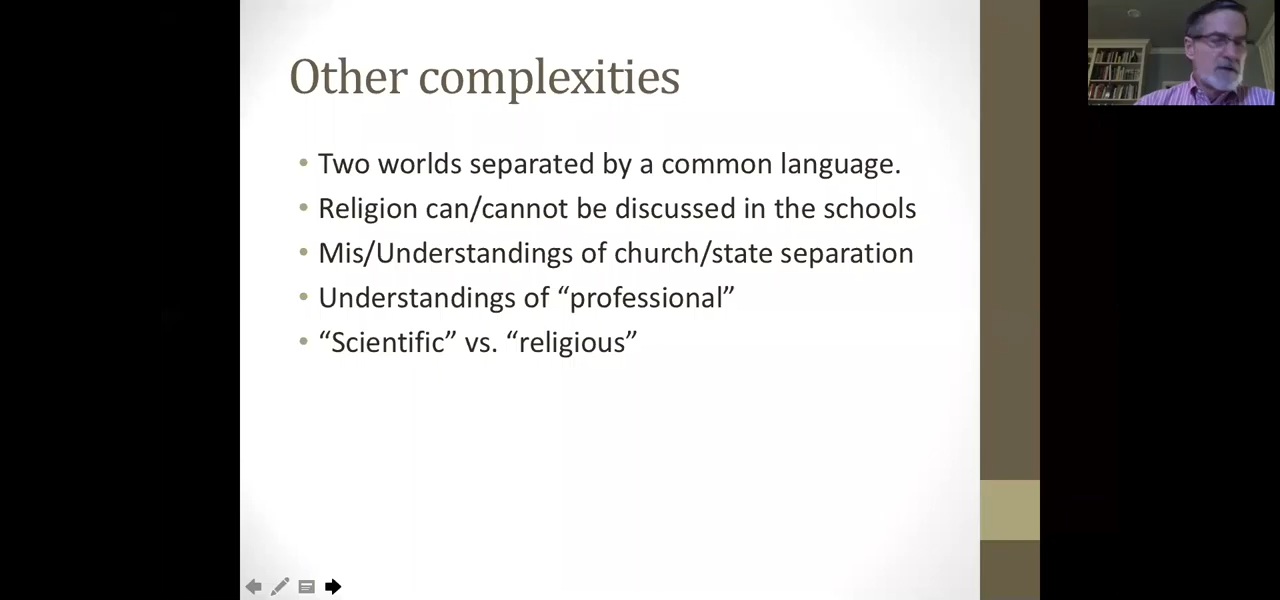 Other complexities
Two worlds separated by a common language.
Religion can/cannot be discussed in the schools
Mis/Understandings of church/state separation
Understandings of “professional”
“Scientific” vs. “religious”